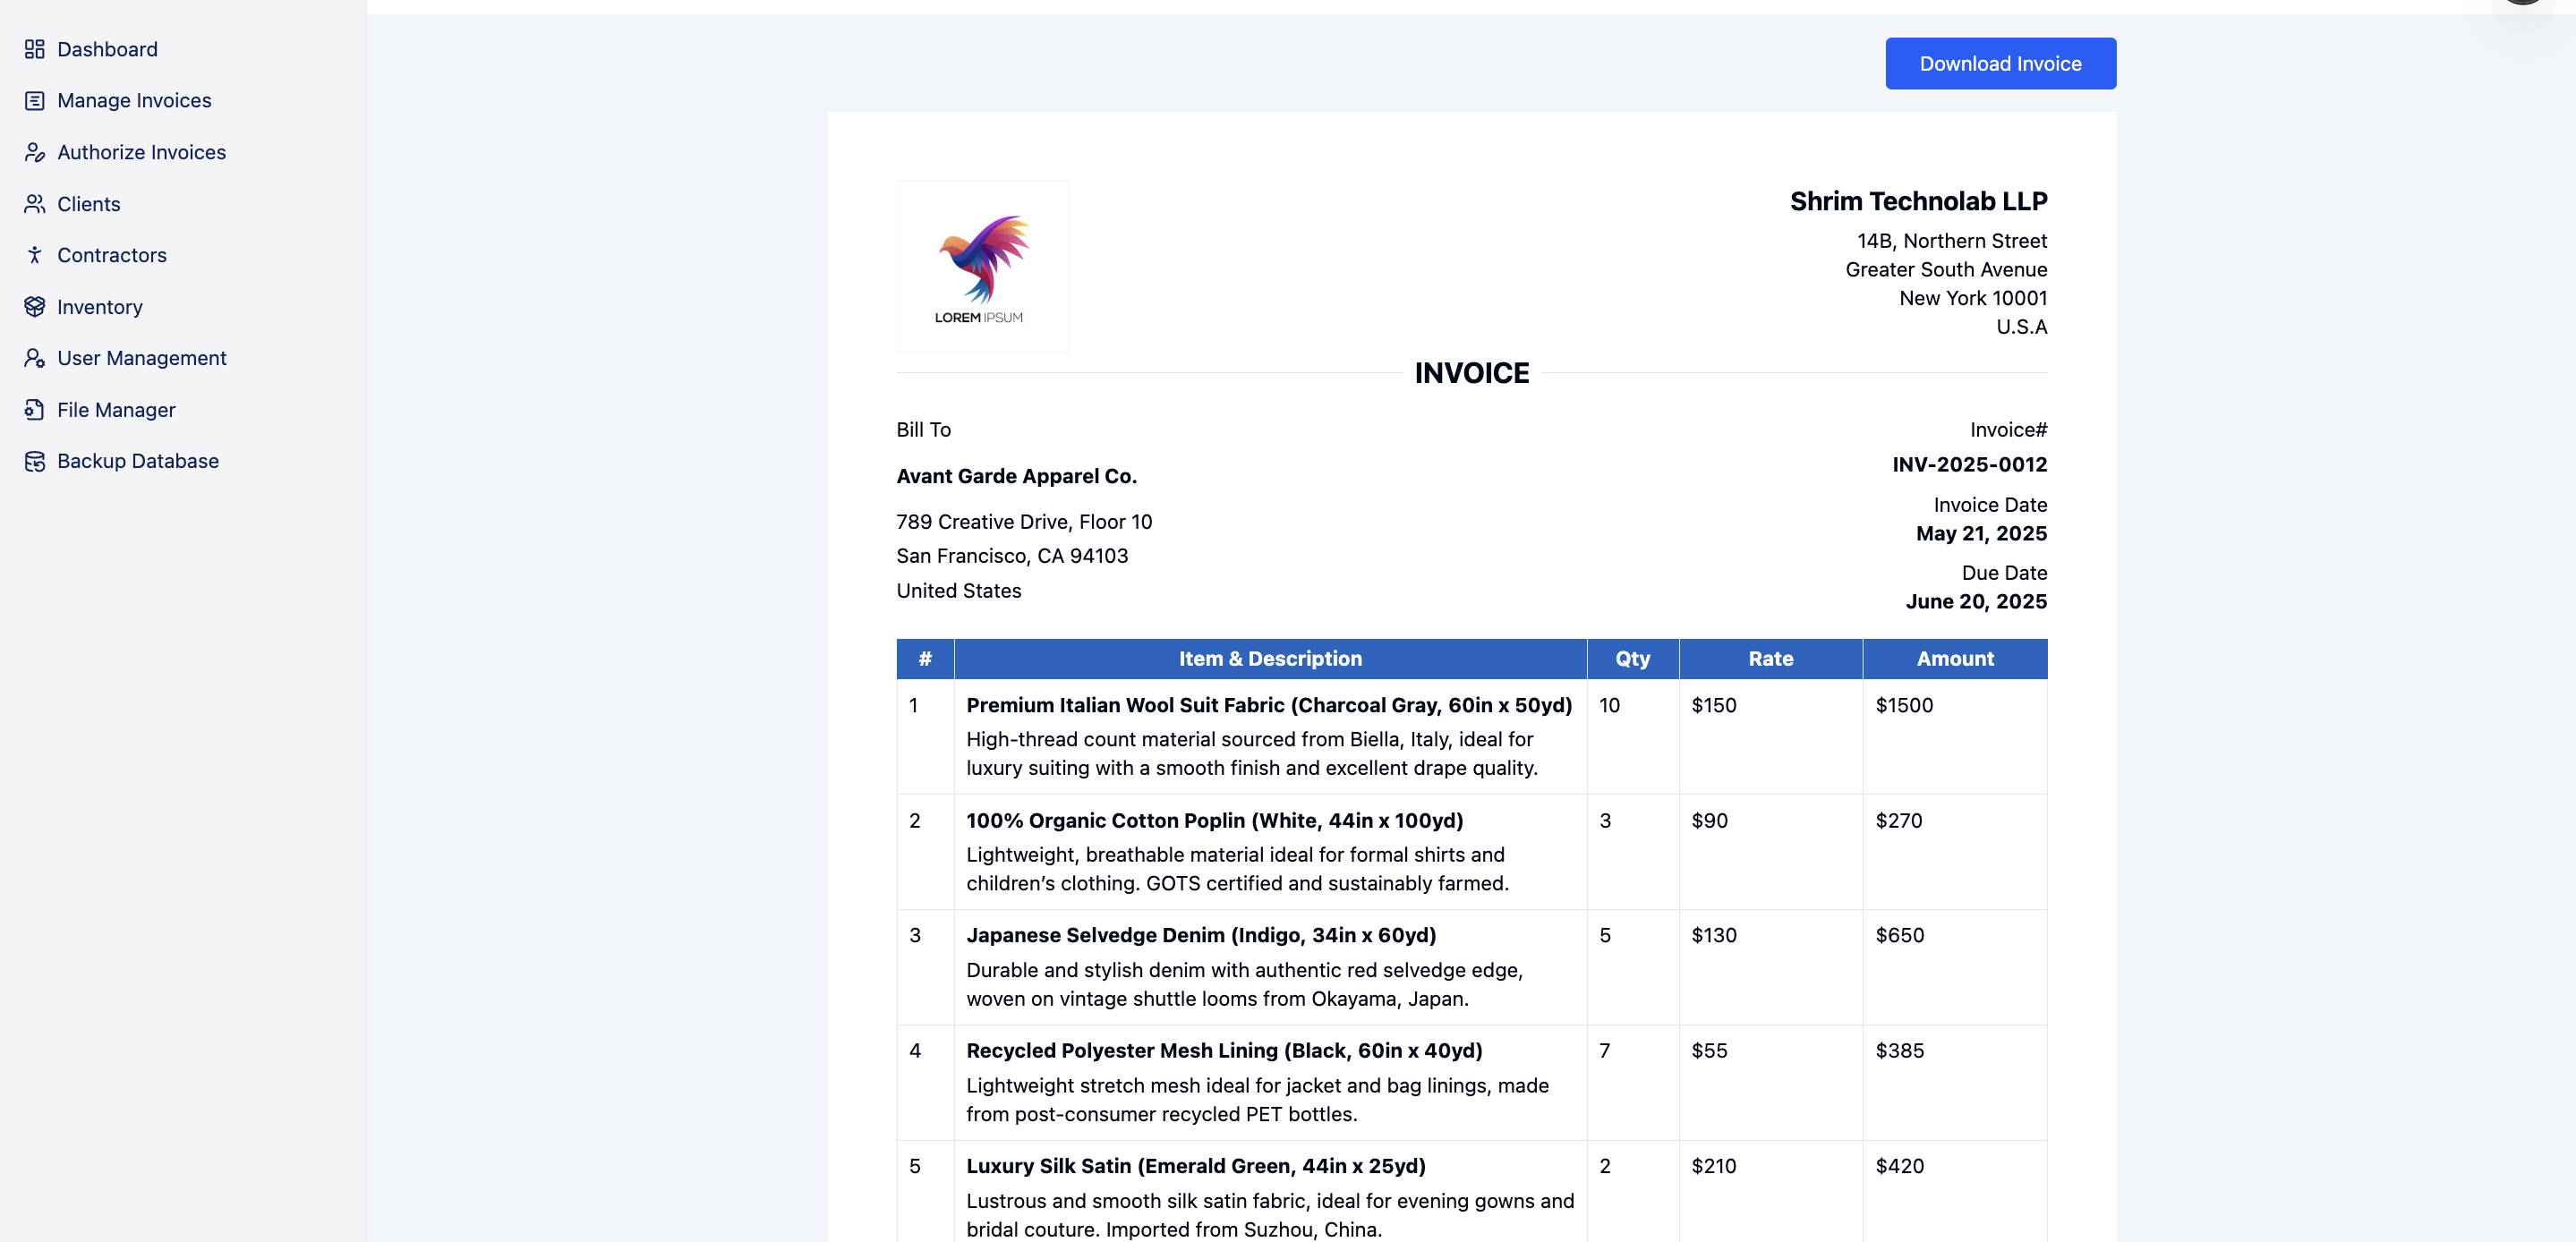 Dashboard
Manage Invoices
Authorize Invoices
Clients
Contractors
Inventory
User Management
File Manager
Backup Database
Download Invoice
LOREM IPSUM
Shrim Technolab LLP
14B, Northern Street
Greater South Avenue
New York 10001
U.S.A
INVOICE
Bill To
Avant Garde Apparel Co.
789 Creative Drive, Floor 10
San Francisco, CA 94103
United States
Invoice#
INV-2025-0012
Invoice Date
May 21, 2025
Due Date
June 20, 2025
# Item & Description Qty Rate Amount
1 Premium Italian Wool Suit Fabric (Charcoal Gray, 60in x 50yd) 10 $150 $1500
High-thread count material sourced from Biella, Italy, ideal for
luxury suiting with a smooth finish and excellent drape quality.
2 100% Organic Cotton Poplin (White, 44in x 100yd) 3 $90 $270
Lightweight, breathable material ideal for formal shirts and
children’s clothing. GOTS certified and sustainably farmed.
3 Japanese Selvedge Denim (Indigo, 34in x 60yd) 5 $130 $650
Durable and stylish denim with authentic red selvedge edge,
woven on vintage shuttle looms from Okayama, Japan.
4 Recycled Polyester Mesh Lining (Black, 60in x 40yd) 7 $55 $385
Lightweight stretch mesh ideal for jacket and bag linings, made
from post-consumer recycled PET bottles.
5 Luxury Silk Satin (Emerald Green, 44in x 25yd) 2 $210 $420
Lustrous and smooth silk satin fabric, ideal for evening gowns and
bridal couture. Imported from Suzhou, China.